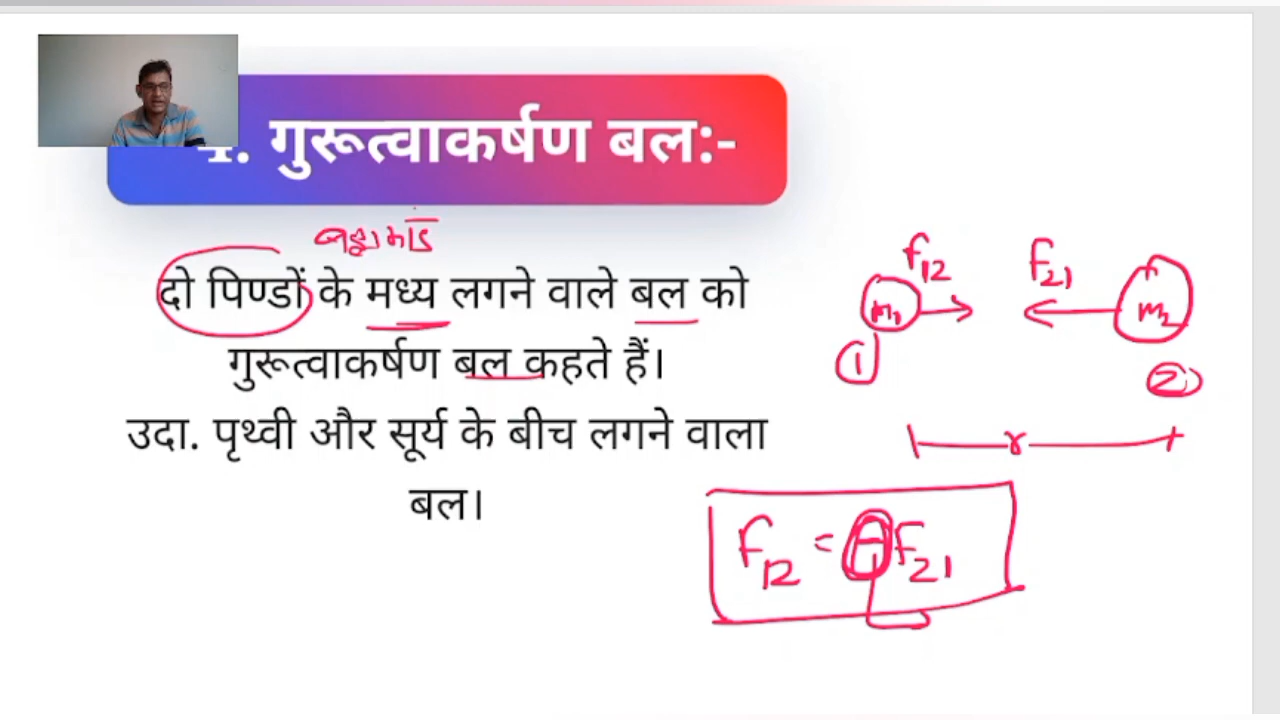 4. गुरूत्वाकर्षण बल:-
दो पिण्डों के मध्य लगने वाले बल को
गुरूत्वाकर्षण बल कहते हैं।
उदा. पृथ्वी और सूर्य के बीच लगने वाला
बल।
F12 F21
m1 m2
1 2
r
F12 = - F21